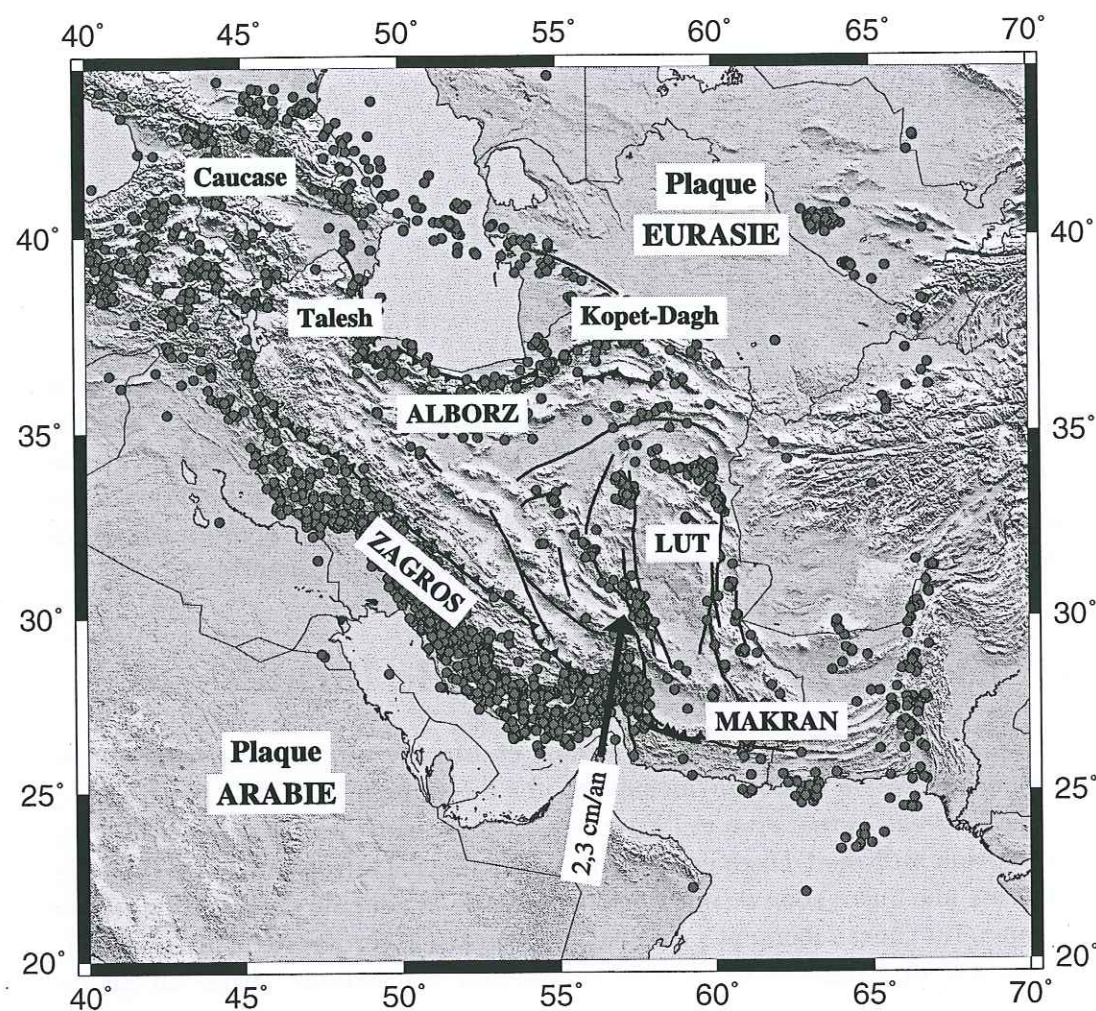 40° 45° 50° 55° 60° 65° 70°
Caucase
Plaque
EURASIE
40° 40°
Talesh
Kopet-Dagh
ALBORZ
35° 35°
LUT
ZAGROS
30° 30°
MAKRAN
Plaque
ARABIE
25° 25°
2,3 cm/an
20° 20°
40° 45° 50° 55° 60° 65° 70°